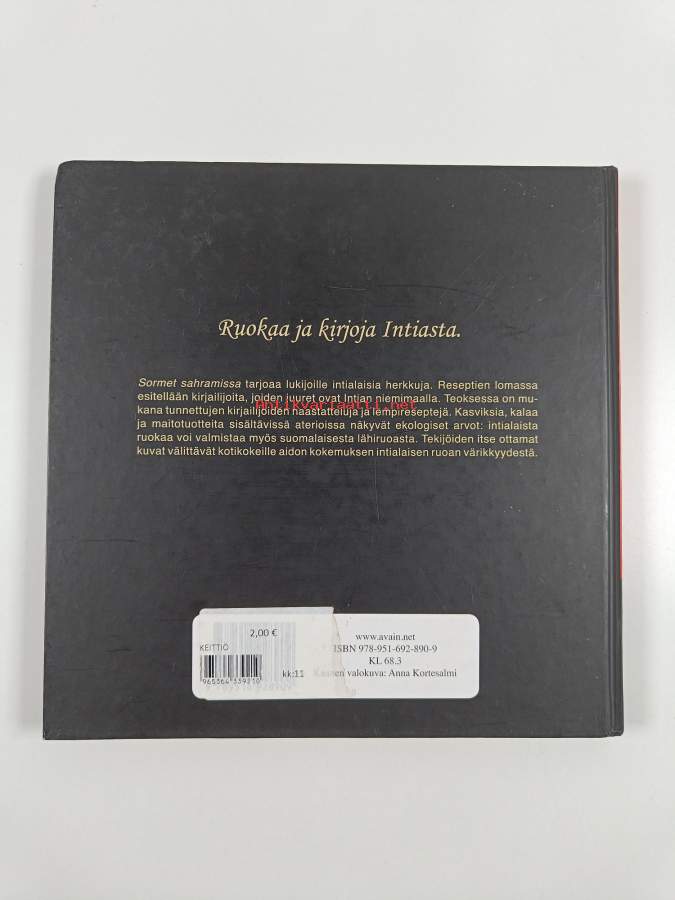 Ruokaa ja kirjoja Intiasta.
Sormet sahramissa tarjoaa lukijoille intialaisia herkkuja. Reseptien lomassa
esitellään kirjailijoita, joiden juuret ovat Intian niemimaalla. Teoksessa on mu-
Antikvariaatti.net
kana tunnettujen kirjailijoiden haastatteluja ja lempireseptejä. Kasviksia, kalaa
ja maitotuotteita sisältävissä aterioissa näkyvät ekologiset arvot: intialaista
ruokaa voi valmistaa myös suomalaisesta lähiruoasta. Tekijöiden itse ottamat
kuvat välittävät kotikokeille aidon kokemuksen intialaisen ruoan värikkyydestä.
2,00 €
KEITTIÖ
kk:11
www.avain.net
ISBN 978-951-692-890-9
KL 68.3
valokuva: Anna Kortesalmi